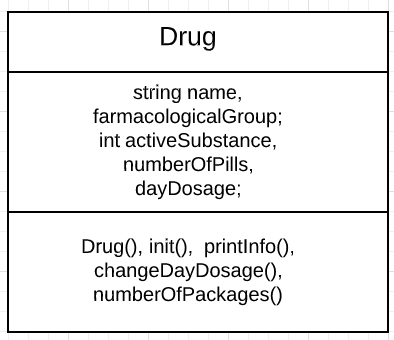 Drug
string name,
farmacologicalGroup;
int activeSubstance,
numberOfPills,
dayDosage;
Drug(), init(), printInfo(),
changeDayDosage(),
numberOfPackages()